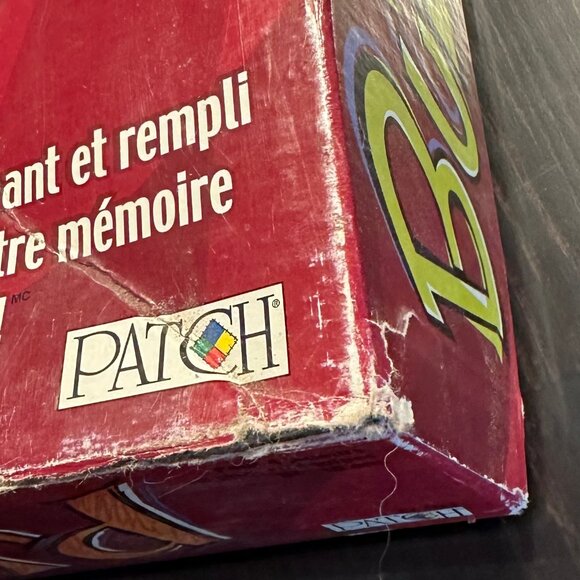 ant et rempli
tre mémoire
MC
PATCH®
B
PATCH